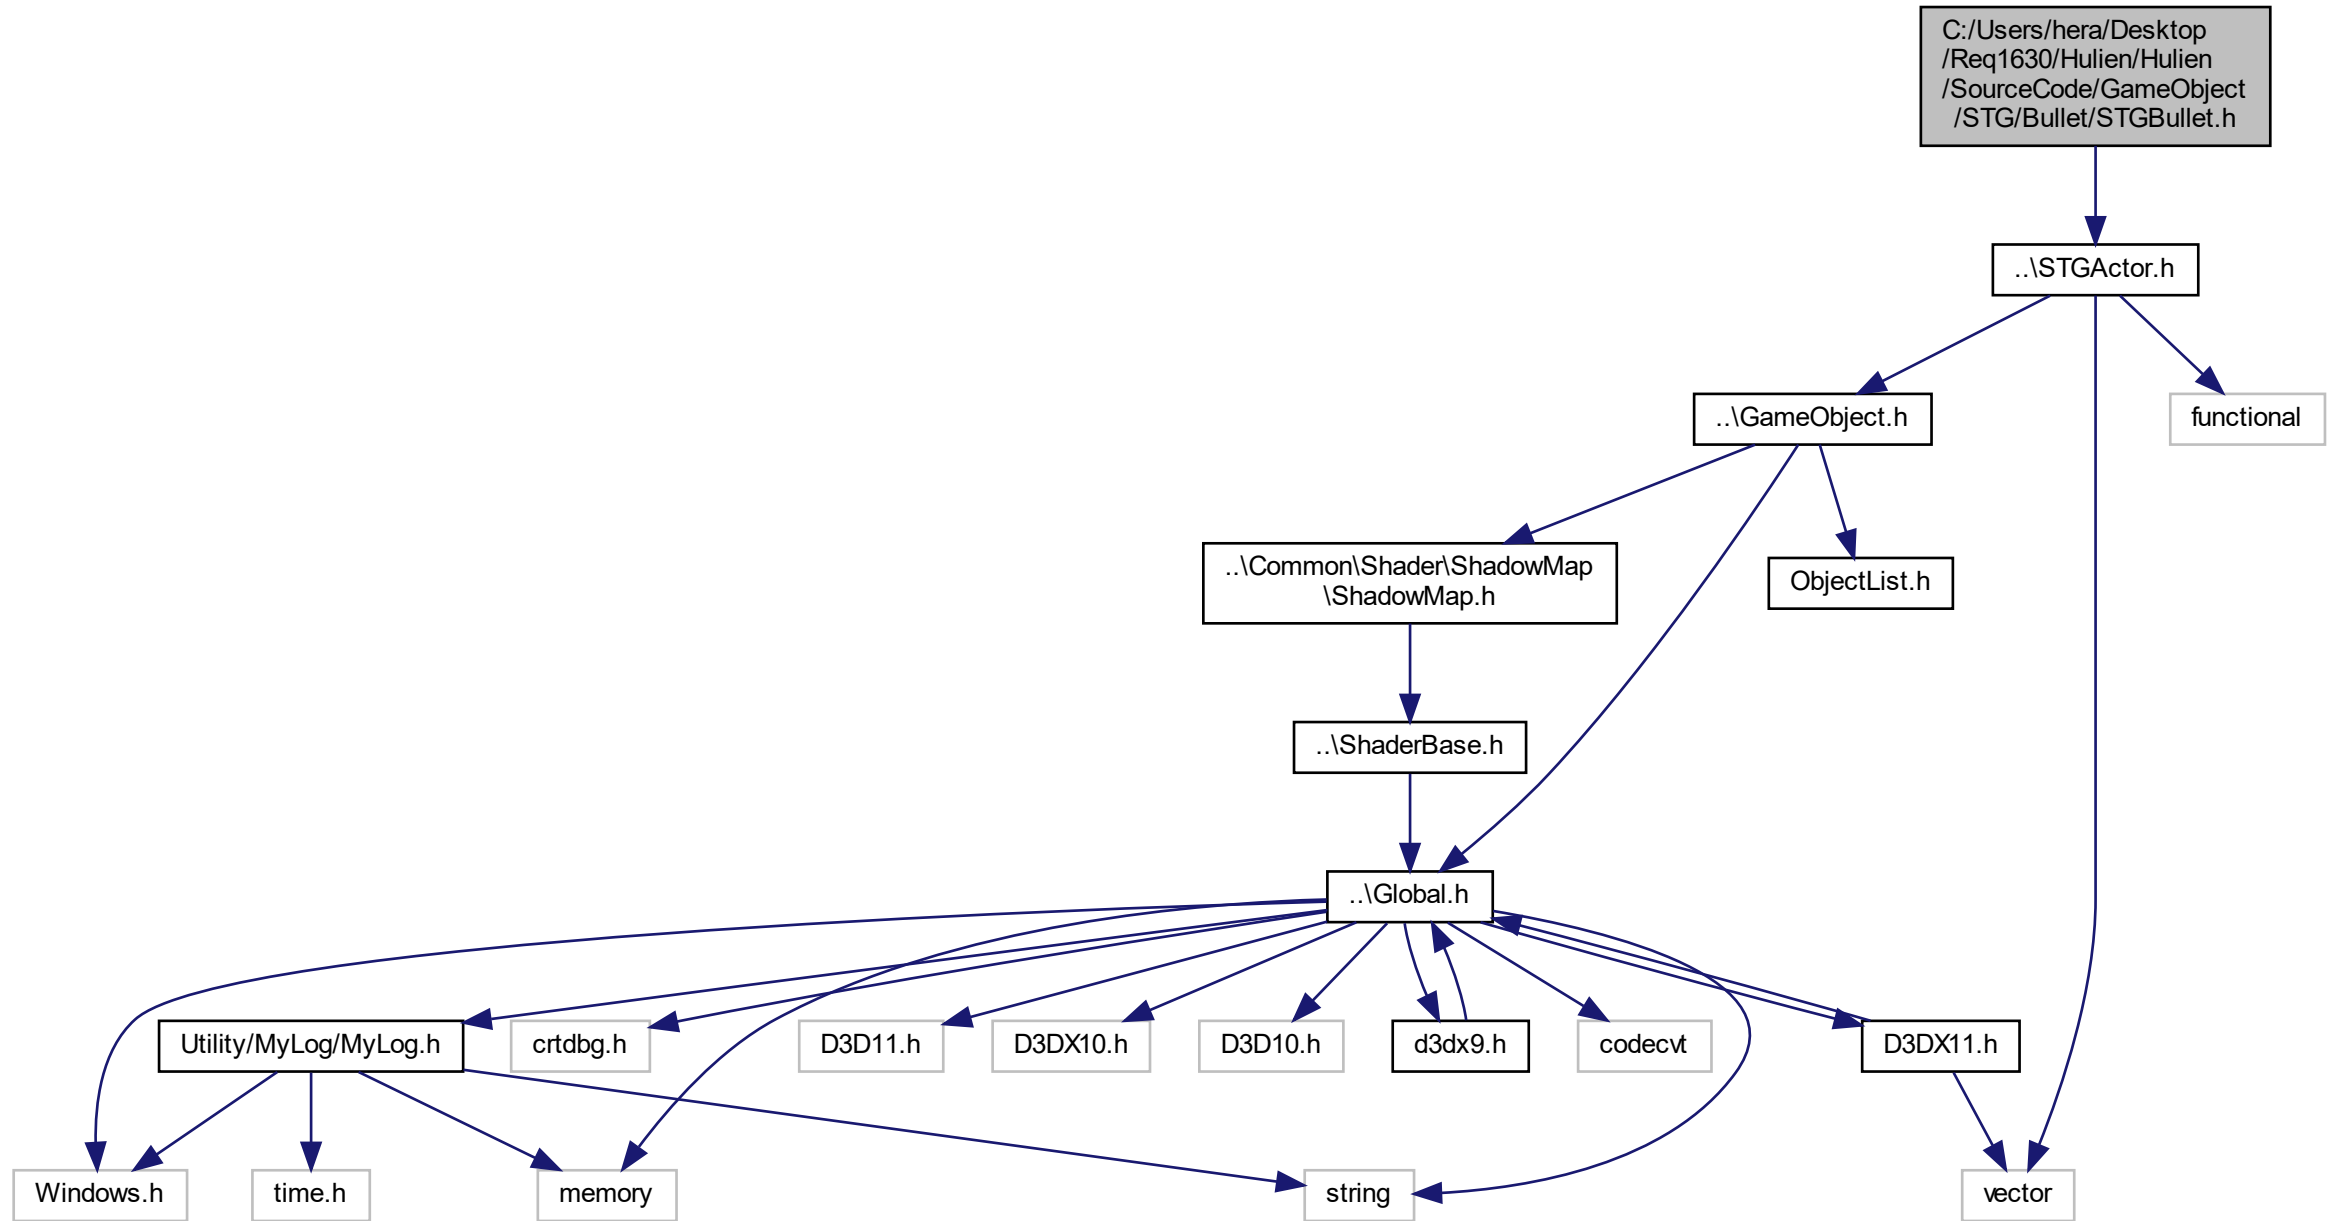 C:/Users/hera/Desktop
/Req1630/Hulien/Hulien
/SourceCode/GameObject
/STG/Bullet/STGBullet.h
..\STGActor.h
..\GameObject.h
functional
..\Common\Shader\ShadowMap
\ShadowMap.h
ObjectList.h
..\ShaderBase.h
..\Global.h
Utility/MyLog/MyLog.h
crtdbg.h
D3D11.h
D3DX10.h
D3D10.h
d3dx9.h
codecvt
D3DX11.h
Windows.h
time.h
memory
string
vector